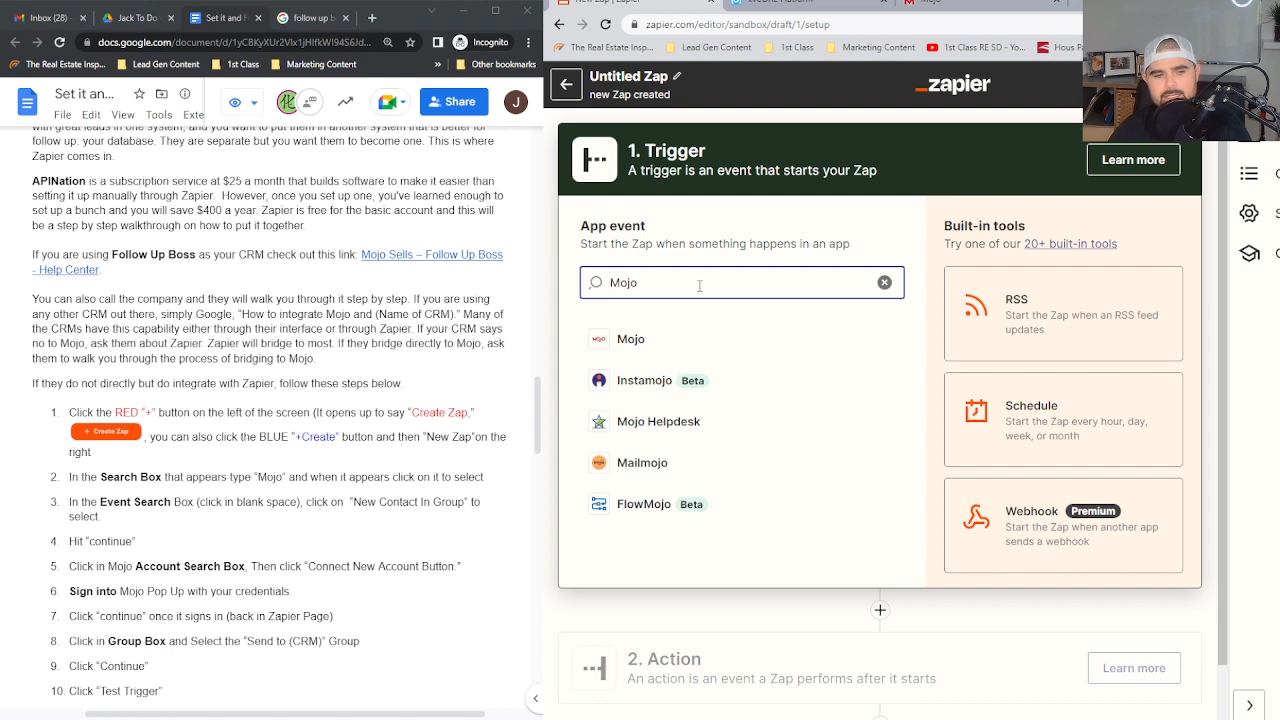 Inbox (
Jack To Do
Set it and F
follow up b
docs.google.com/document/d/1yC8KyXUr2Vlx1jHIfkWI94S6Jd...
Incognito
The Real Estate Ins...
Lead Gen Content
1st Class
Marketing Content
»
Other bookmarks
Set it an...
File Edit View Tools Exte
Share
J
with great leads in one system, and you want to put them in another system that is better for
follow up: your database. They are separate but you want them to become one. This is where
Zapier comes in.
APINation is a subscription service at $25 a month that builds software to make it easier than
setting it up manually through Zapier. However, once you set up one, you've learned enough to
set up a bunch and you will save $400 a year. Zapier is free for the basic account and this will
be a step by step walkthrough on how to put it together.
If you are using Follow Up Boss as your CRM check out this link: Mojo Sells – Follow Up Boss
- Help Center.
You can also call the company and they will walk you through it step by step. If you are using
any other CRM out there, simply Google, “How to integrate Mojo and (Name of CRM).” Many of
the CRMs have this capability either through their interface or through Zapier. If your CRM says
no to Mojo, ask them about Zapier. Zapier will bridge to most. If they bridge directly to Mojo, ask
them to walk you through the process of bridging to Mojo.
If they do not directly but do integrate with Zapier, follow these steps below.
1. Click the RED “+” button on the left of the screen (It opens up to say “Create Zap,”
+ Create Zap , you can also click the BLUE “+Create” button and then “New Zap”on the
right
2. In the Search Box that appears type “Mojo” and when it appears click on it to select
3. In the Event Search Box (click in blank space), click on “New Contact In Group” to
select.
4. Hit “continue”
5. Click in Mojo Account Search Box, Then click “Connect New Account Button.”
6. Sign into Mojo Pop Up with your credentials.
7. Click “continue” once it signs in (back in Zapier Page)
8. Click in Group Box and Select the “Send to (CRM)” Group
9. Click “Continue”
10. Click “Test Trigger”
New Zap | Zapier
Mojo
zapier.com/editor/sandbox/draft/1/setup
The Real Estate Insp...
Lead Gen Content
1st Class
Marketing Content
1st Class RE SD - Yo...
Hous P
Untitled Zap
new Zap created
zapier
1. Trigger
A trigger is an event that starts your Zap
Learn more
App event
Start the Zap when something happens in an app
Mojo
Mojo
Instamojo Beta
Mojo Helpdesk
Mailmojo
FlowMojo Beta
Built-in tools
Try one of our 20+ built-in tools
RSS
Start the Zap when an RSS feed
updates
Schedule
Start the Zap every hour, day,
week, or month
Webhook Premium
Start the Zap when another app
sends a webhook
2. Action
An action is an event a Zap performs after it starts
Learn more